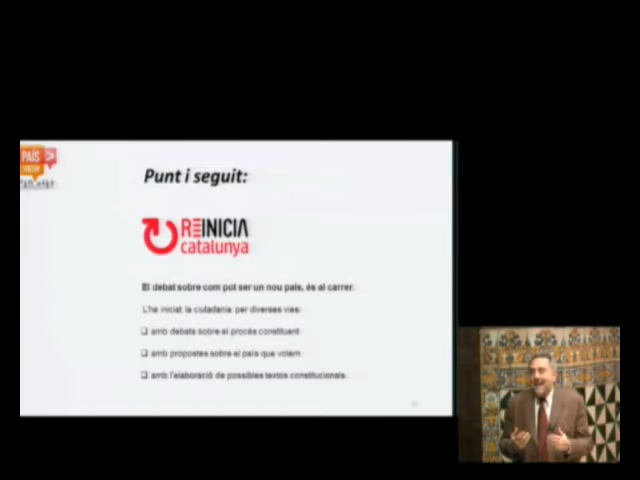 PAÍS
Punt i seguit:
REINICIA
catalunya
El debat sobre com pot ser un nou país, és al carrer.
L'ha iniciat la ciutadania per diverses vies:
amb debats sobre el procés constituent
amb propostes sobre el país que volem
amb l'elaboració de possibles textos constitucionals.